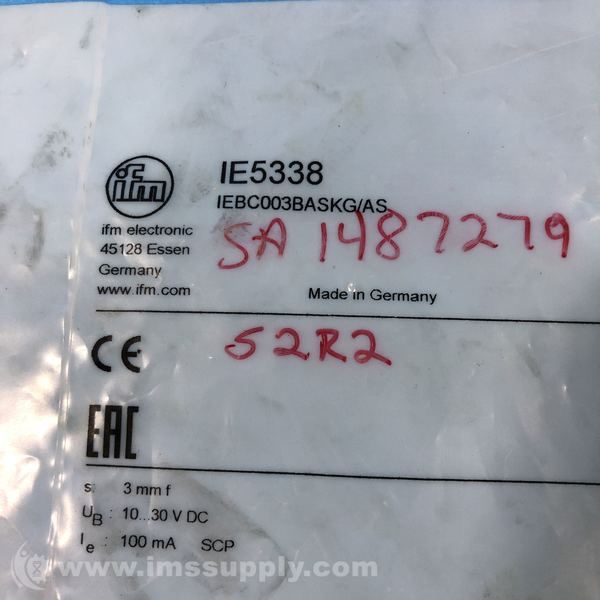 ifm
IE5338
IEBC003BASKG/AS
ifm electronic
45128 Essen
Germany
www.ifm.com
SA 1487279
Made in Germany
CE
S2R2
EAC
s: 3 mm f
UB : 10...30 V DC
Ie : 100 mA SCP
www.imssupply.com